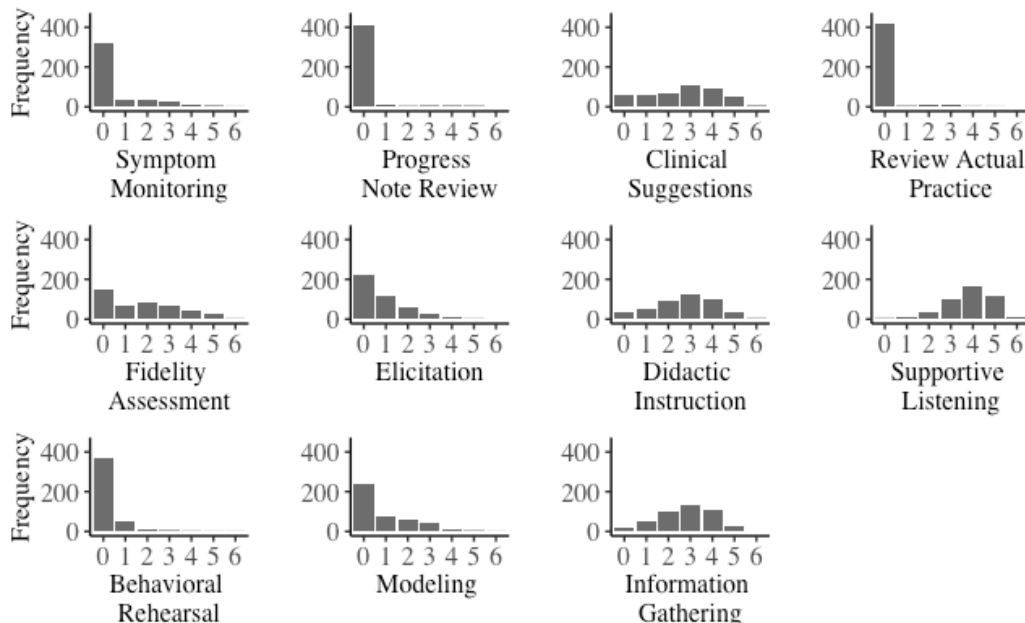 Frequency
400
200
0
0 1 2 3 4 5 6
Symptom
Monitoring
400
200
0
0 1 2 3 4 5 6
Progress
Note Review
400
200
0
0 1 2 3 4 5 6
Clinical
Suggestions
400
200
0
0 1 2 3 4 5 6
Review Actual
Practice
Frequency
400
200
0
0 1 2 3 4 5 6
Fidelity
Assessment
400
200
0
0 1 2 3 4 5 6
Elicitation
400
200
0
0 1 2 3 4 5 6
Didactic
Instruction
400
200
0
0 1 2 3 4 5 6
Supportive
Listening
Frequency
400
200
0
0 1 2 3 4 5 6
Behavioral
Rehearsal
400
200
0
0 1 2 3 4 5 6
Modeling
400
200
0
0 1 2 3 4 5 6
Information
Gathering